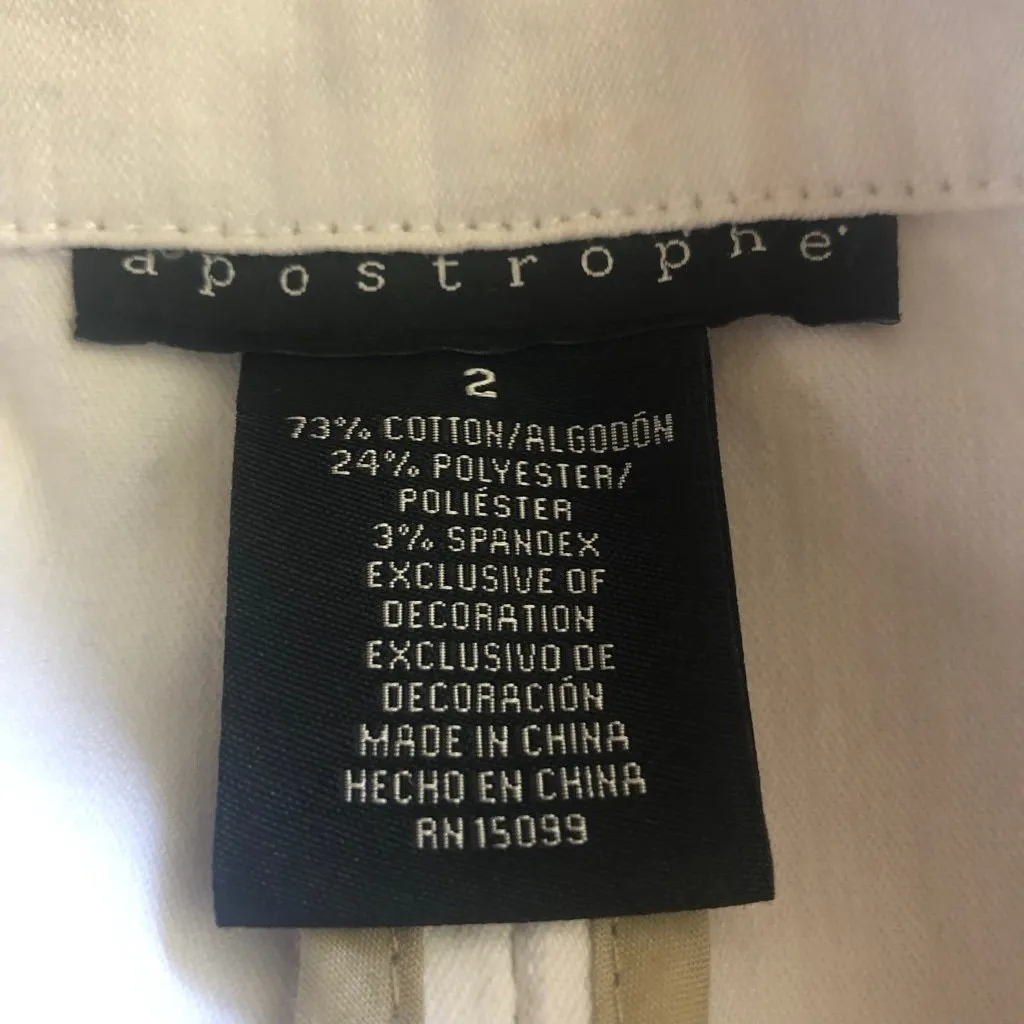 apostrophe
2
73% COTTON/ALGODÓN
24% POLYESTER/
POLIÉSTER
3% SPANDEX
EXCLUSIVE OF
DECORATION
EXCLUSIVO DE
DECORACIÓN
MADE IN CHINA
HECHO EN CHINA
RN 15099